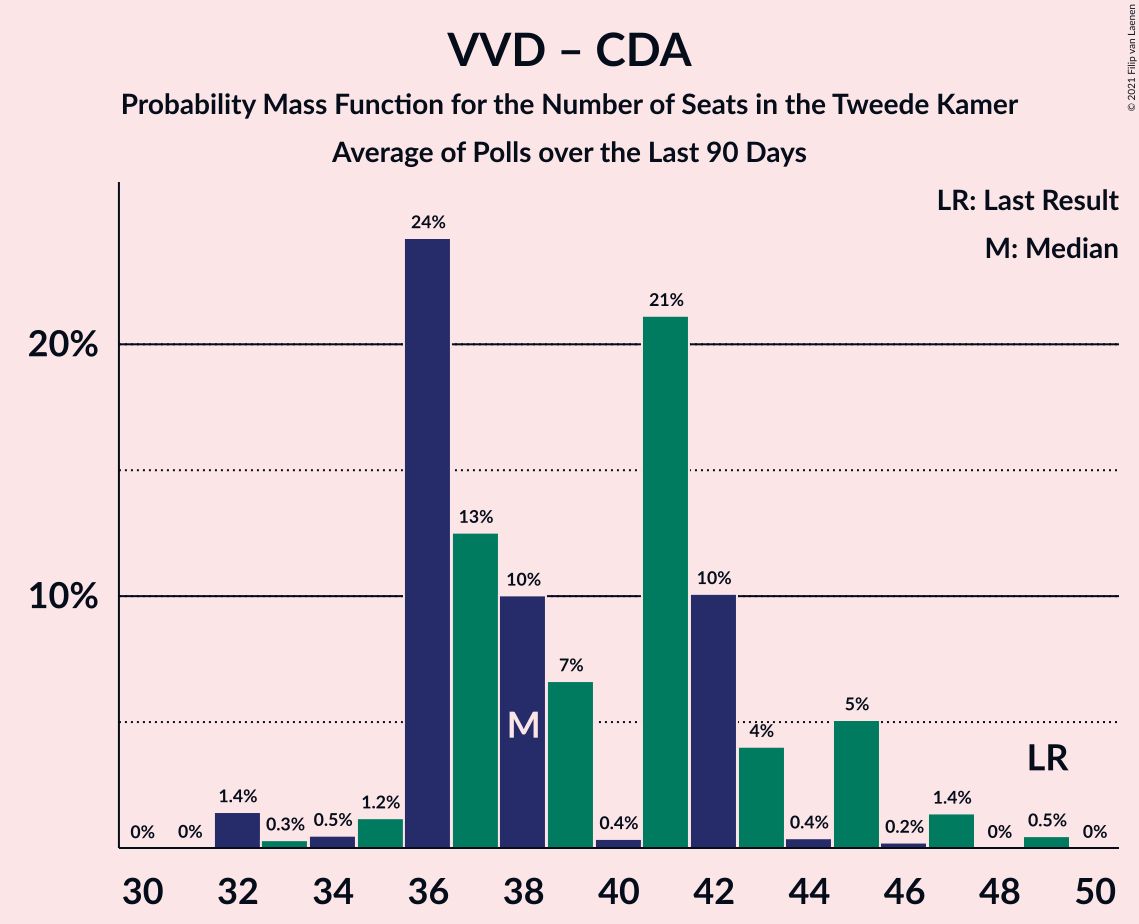 VVD – CDA
Probability Mass Function for the Number of Seats in the Tweede Kamer
Average of Polls over the Last 90 Days
© 2021 Filip van Laenen
LR: Last Result
M: Median
24%
21%
20%
13%
10%
10%
10%
7%
5%
4%
M
LR
1.4%
1.2%
1.4%
0%
0%
0.3%
0.5%
0.4%
0.4%
0.2%
0%
0.5%
0%
30 32 34 36 38 40 42 44 46 48 50